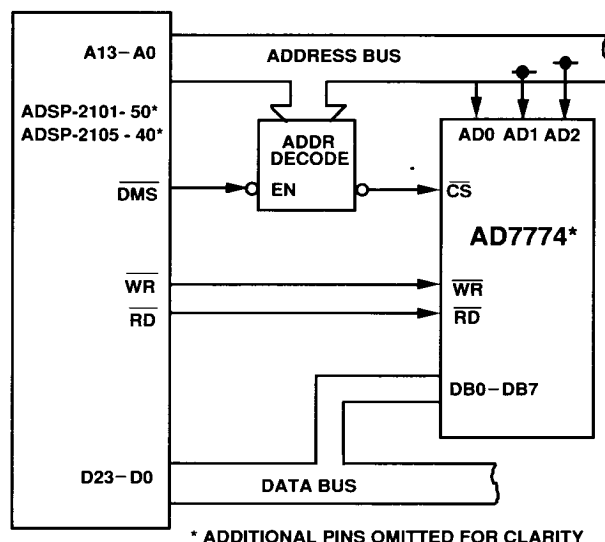 A13–A0
ADDRESS BUS
ADSP-2101-50*
ADSP-2105-40*
ADDR
DECODE
AD0 AD1 AD2
DMS
EN
CS
AD7774*
WR
WR
RD
RD
DB0–DB7
D23–D0
DATA BUS
* ADDITIONAL PINS OMITTED FOR CLARITY